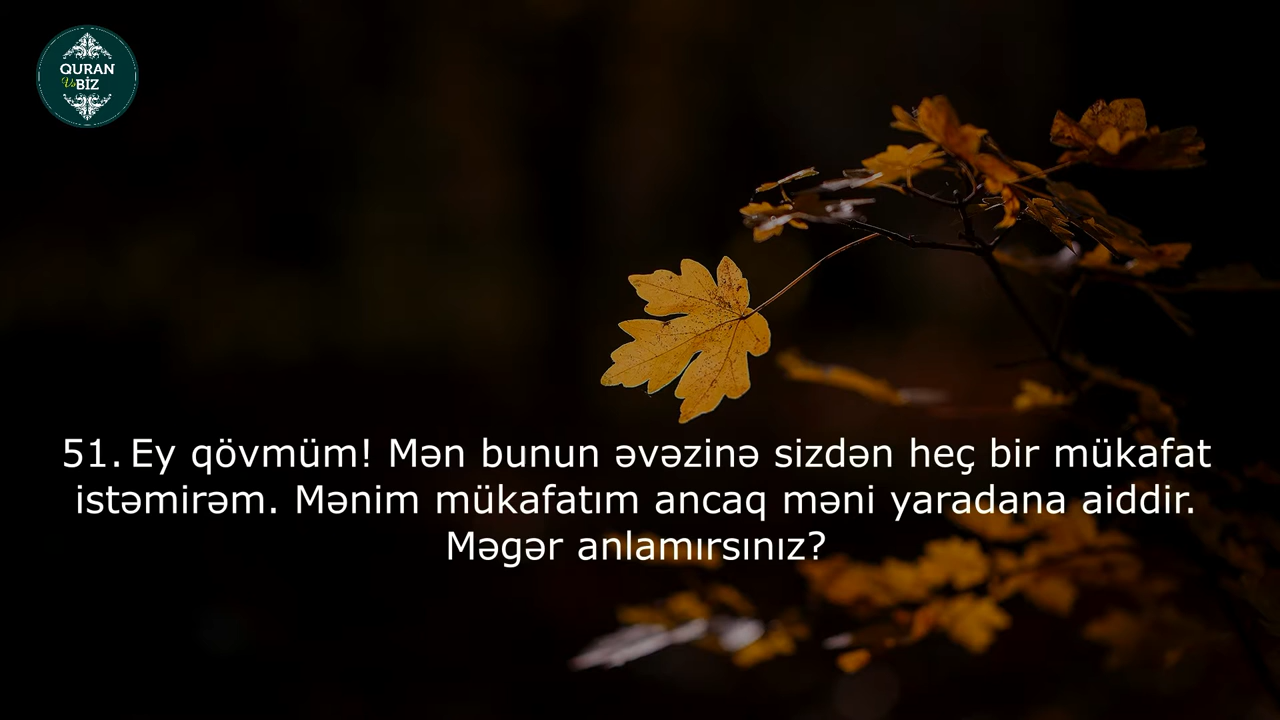 QURAN
Və BİZ
51. Ey qövmüm! Mən bunun əvəzinə sizdən heç bir mükafat
istəmirəm. Mənim mükafatım ancaq məni yaradana aiddir.
Məgər anlamırsınız?